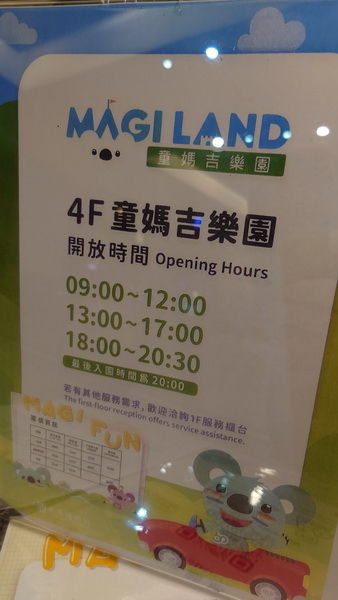 MAGI LAND
童媽吉樂園
4F 童媽吉樂園
開放時間 Opening Hours
09:00~12:00
13:00~17:00
18:00~20:30
最後入園時間為 20:00
若有其他服務需求,歡迎洽詢1F服務櫃台
The first-floor reception offers service assistance.
MAGI FUN
MA